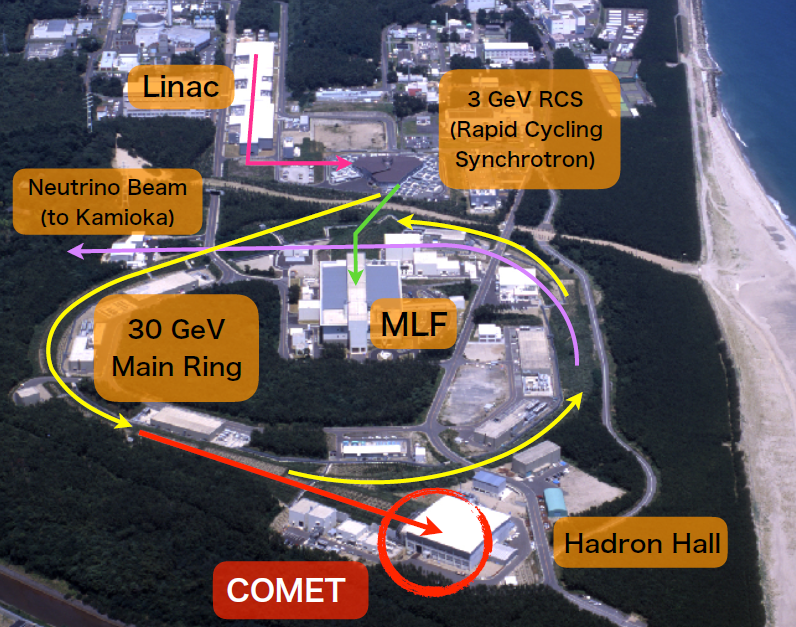 Linac
3 GeV RCS
(Rapid Cycling
Synchrotron)
Neutrino Beam
(to Kamioka)
30 GeV
Main Ring
MLF
Hadron Hall
COMET